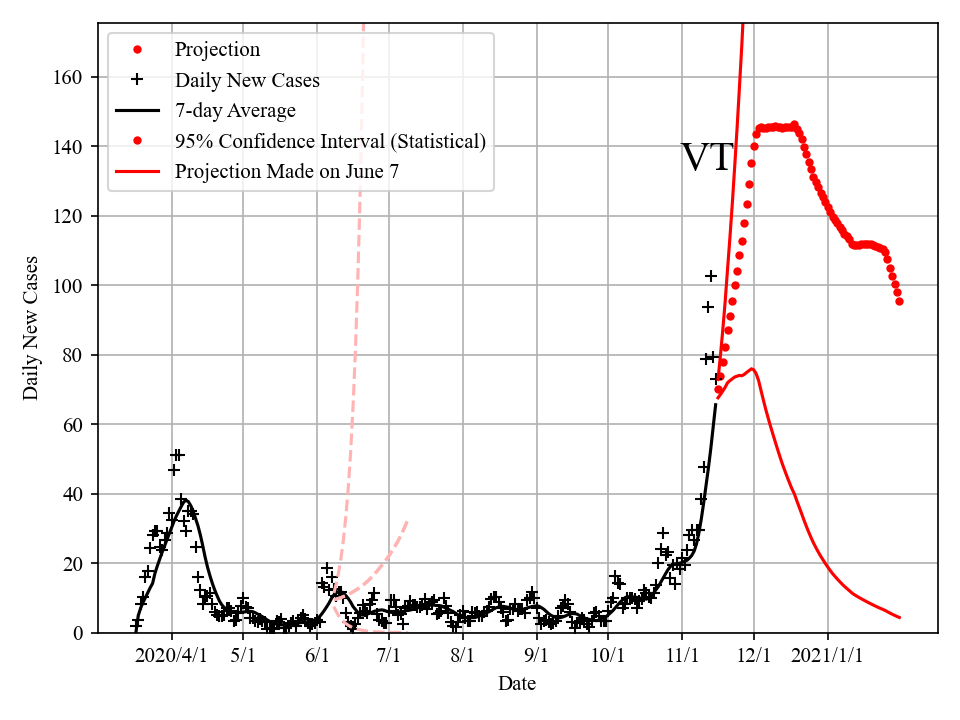 Projection
Daily New Cases
7-day Average
95% Confidence Interval (Statistical)
Projection Made on June 7
VT
Daily New Cases
160
140
120
100
80
60
40
20
0
2020/4/1 5/1 6/1 7/1 8/1 9/1 10/1 11/1 12/1 2021/1/1
Date